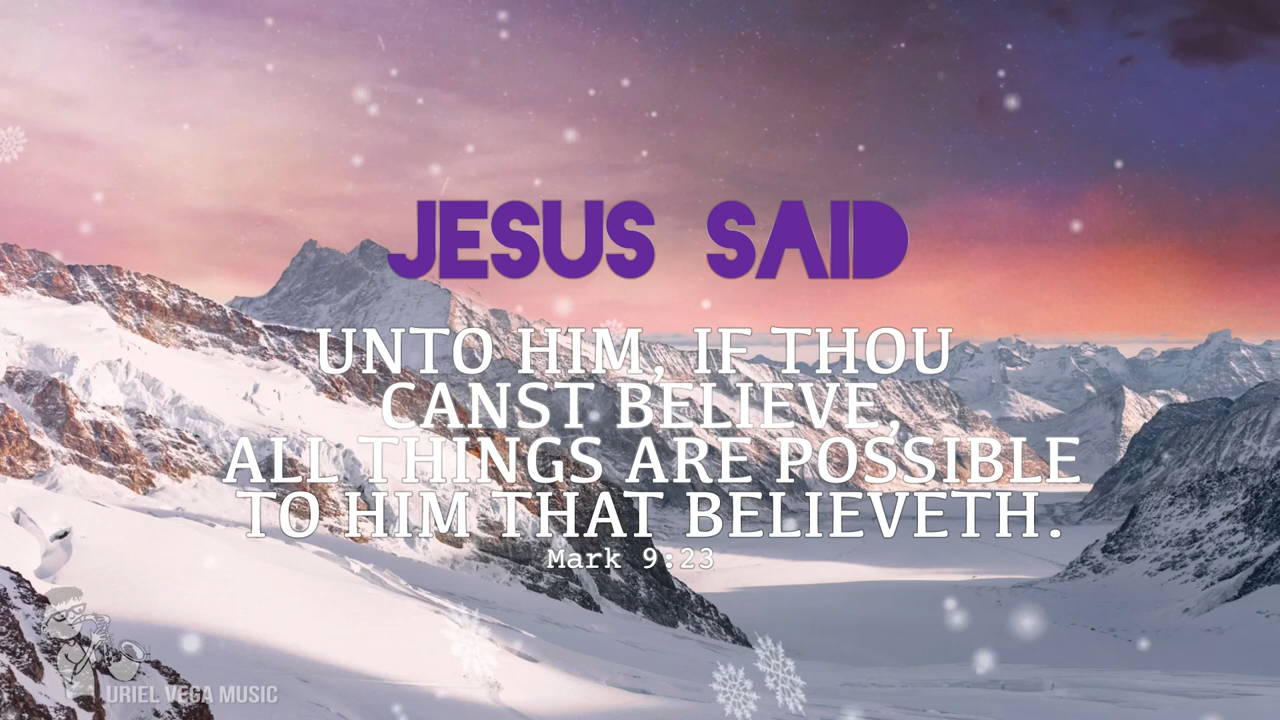 JESUS SAID
UNTO HIM, IF THOU
CANST BELIEVE,
ALL THINGS ARE POSSIBLE
TO HIM THAT BELIEVETH.
Mark 9:23
URIEL VEGA MUSIC